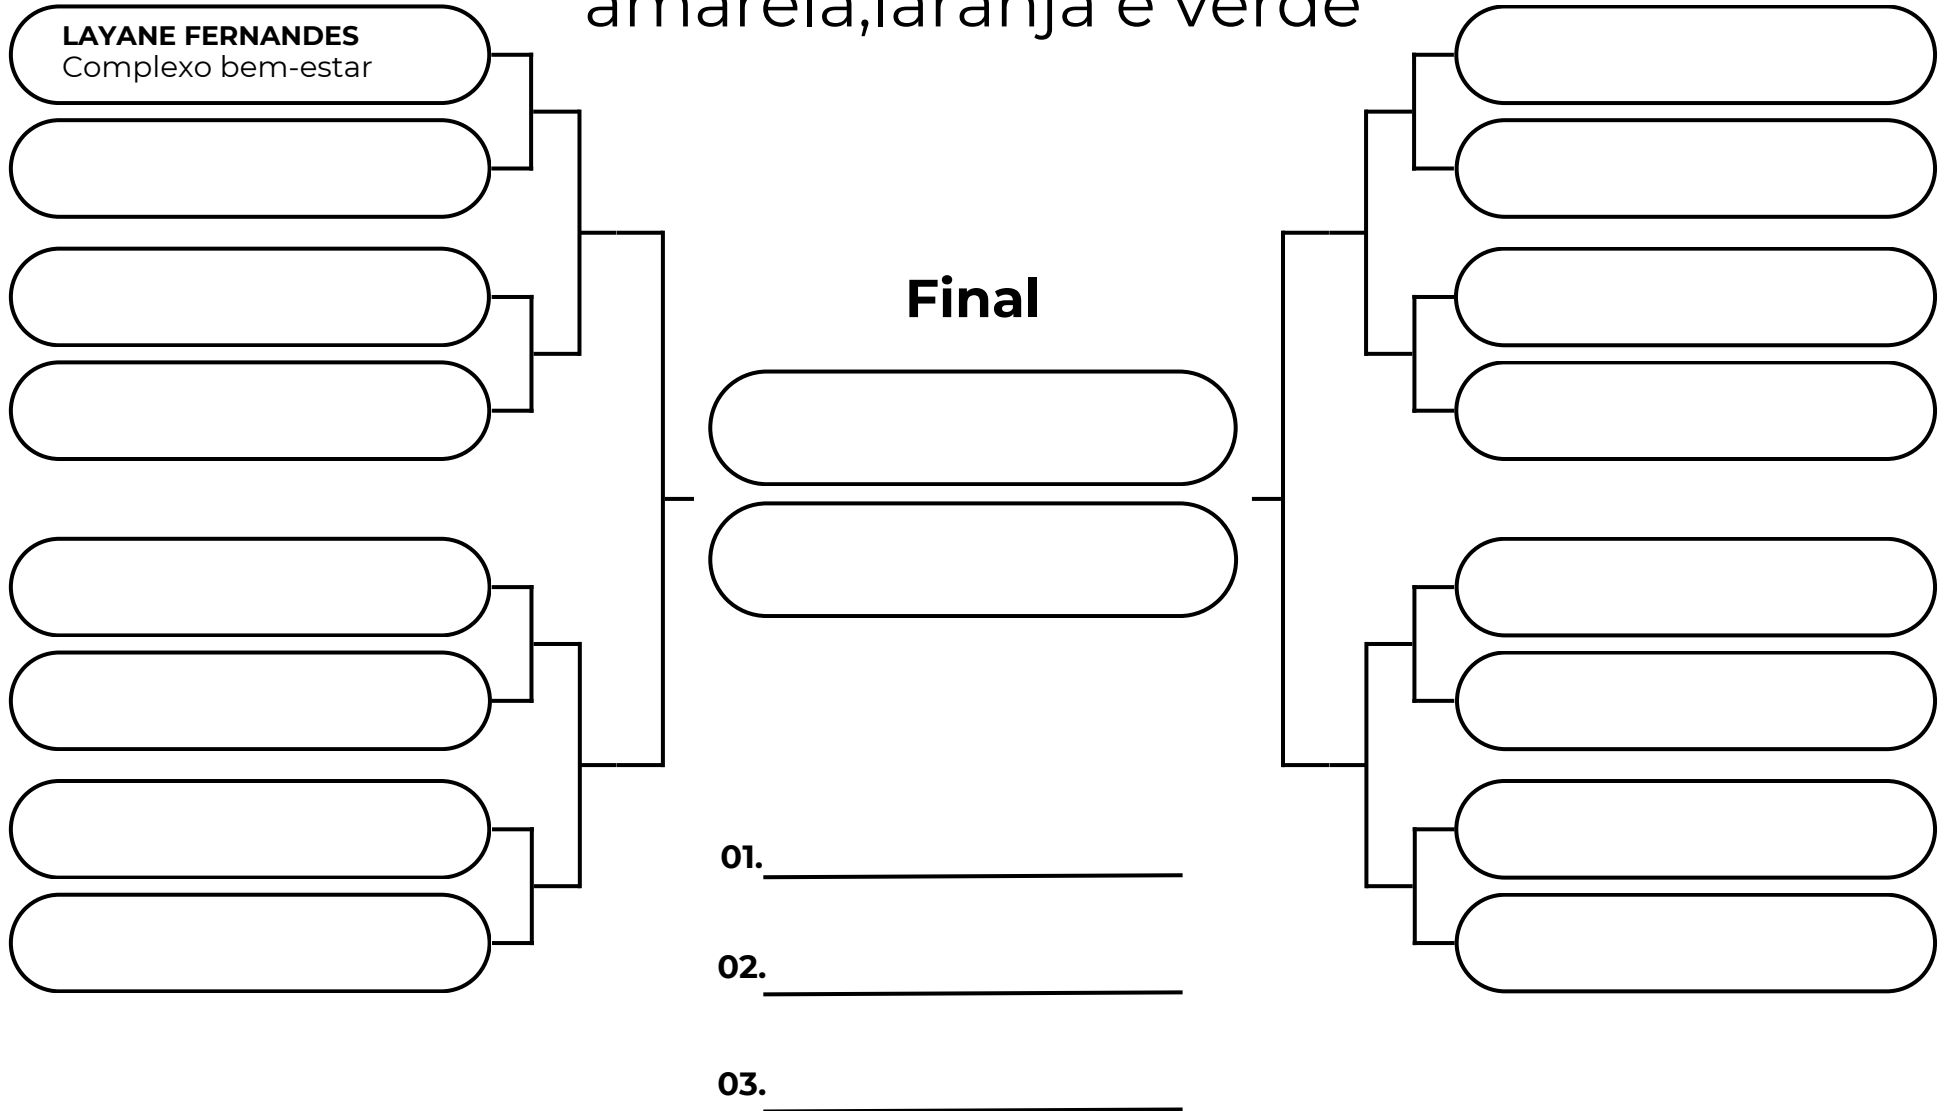 amarela,laranja e verde
LAYANE FERNANDES
Complexo bem-estar
Final
01.
02.
03.